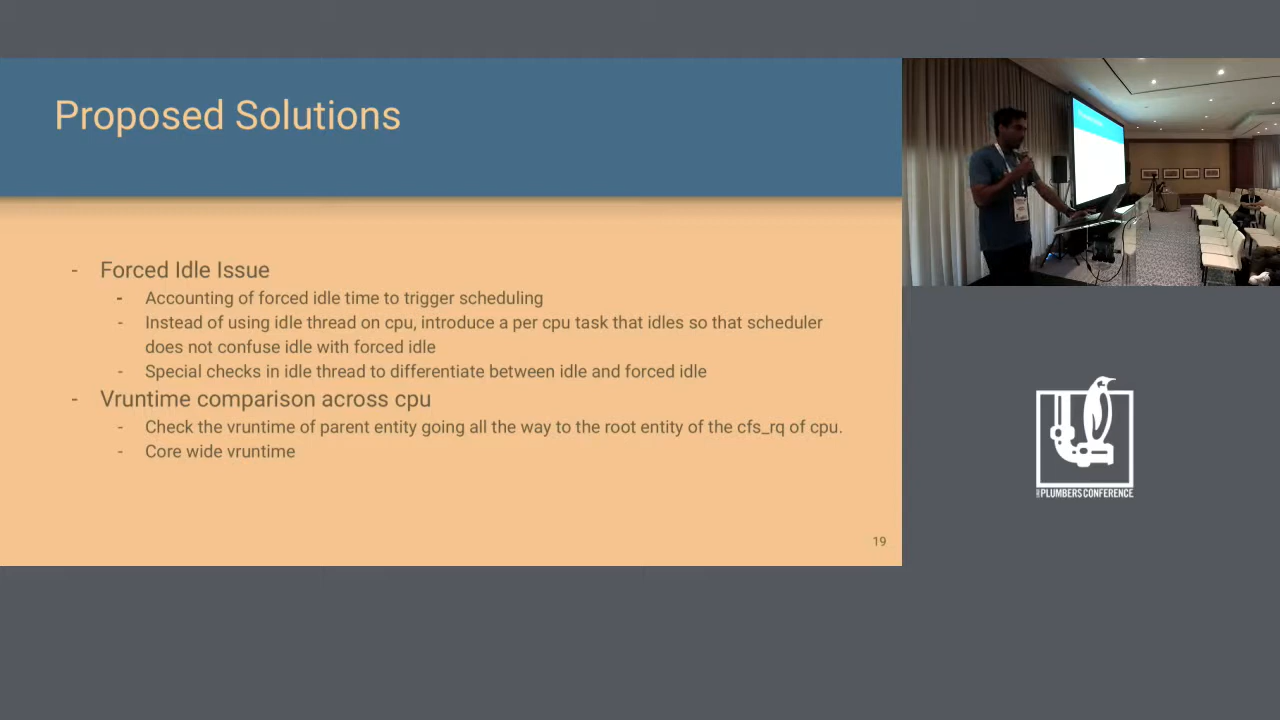 Proposed Solutions
- Forced Idle Issue
- Accounting of forced idle time to trigger scheduling
- Instead of using idle thread on cpu, introduce a per cpu task that idles so that scheduler
does not confuse idle with forced idle
- Special checks in idle thread to differentiate between idle and forced idle
- Vruntime comparison across cpu
- Check the vruntime of parent entity going all the way to the root entity of the cfs_rq of cpu.
- Core wide vruntime
19
PLUMBERS CONFERENCE